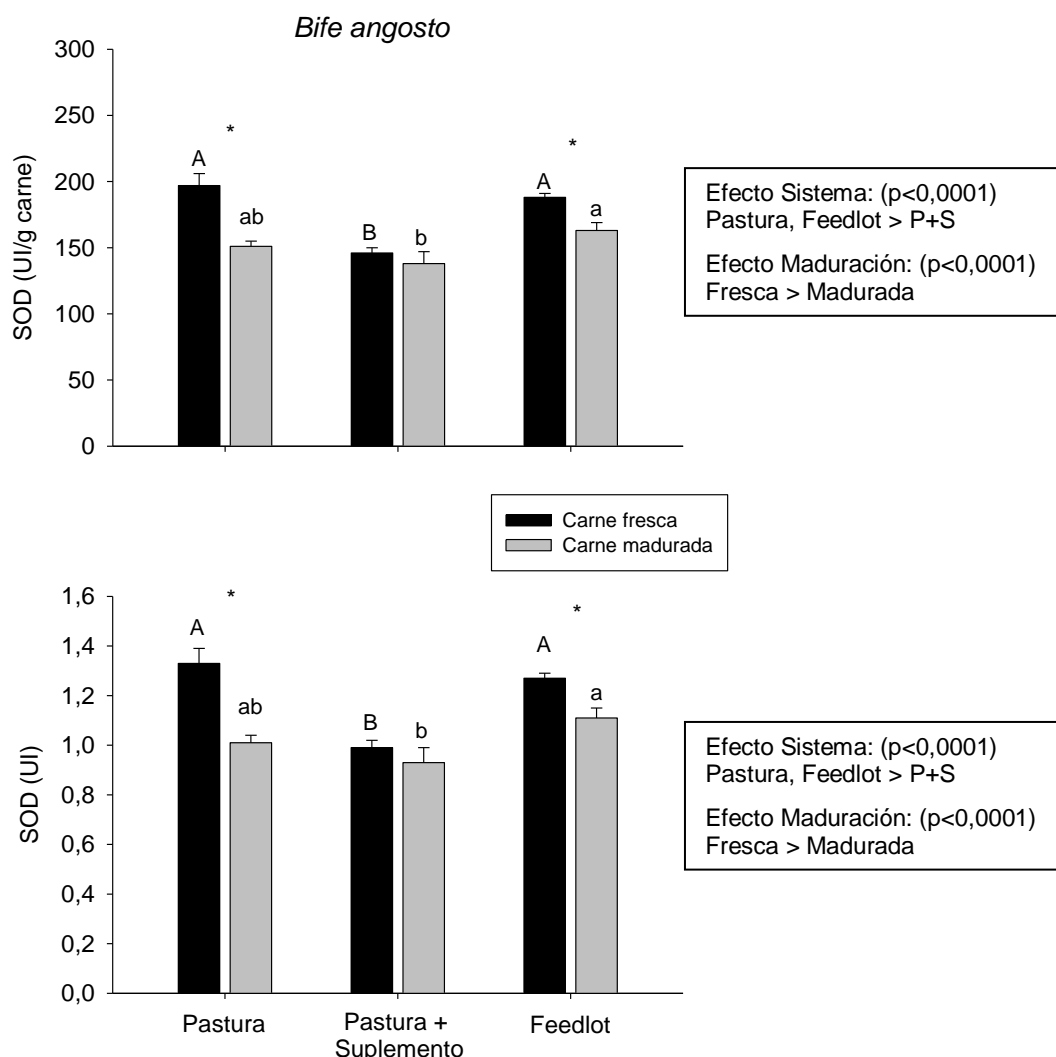 Bife angosto
300
250
200
150
100
50
0
SOD (UI/g carne)
A
*
ab
B
b
A
*
a
Efecto Sistema: (p<0,0001)
Pastura, Feedlot > P+S
Efecto Maduración: (p<0,0001)
Fresca > Madurada
Carne fresca
Carne madurada
1,6
1,4
1,2
1,0
0,8
0,6
0,4
0,2
0,0
SOD (UI)
A
*
ab
B
b
A
*
a
Efecto Sistema: (p<0,0001)
Pastura, Feedlot > P+S
Efecto Maduración: (p<0,0001)
Fresca > Madurada
Pastura
Pastura +
Suplemento
Feedlot